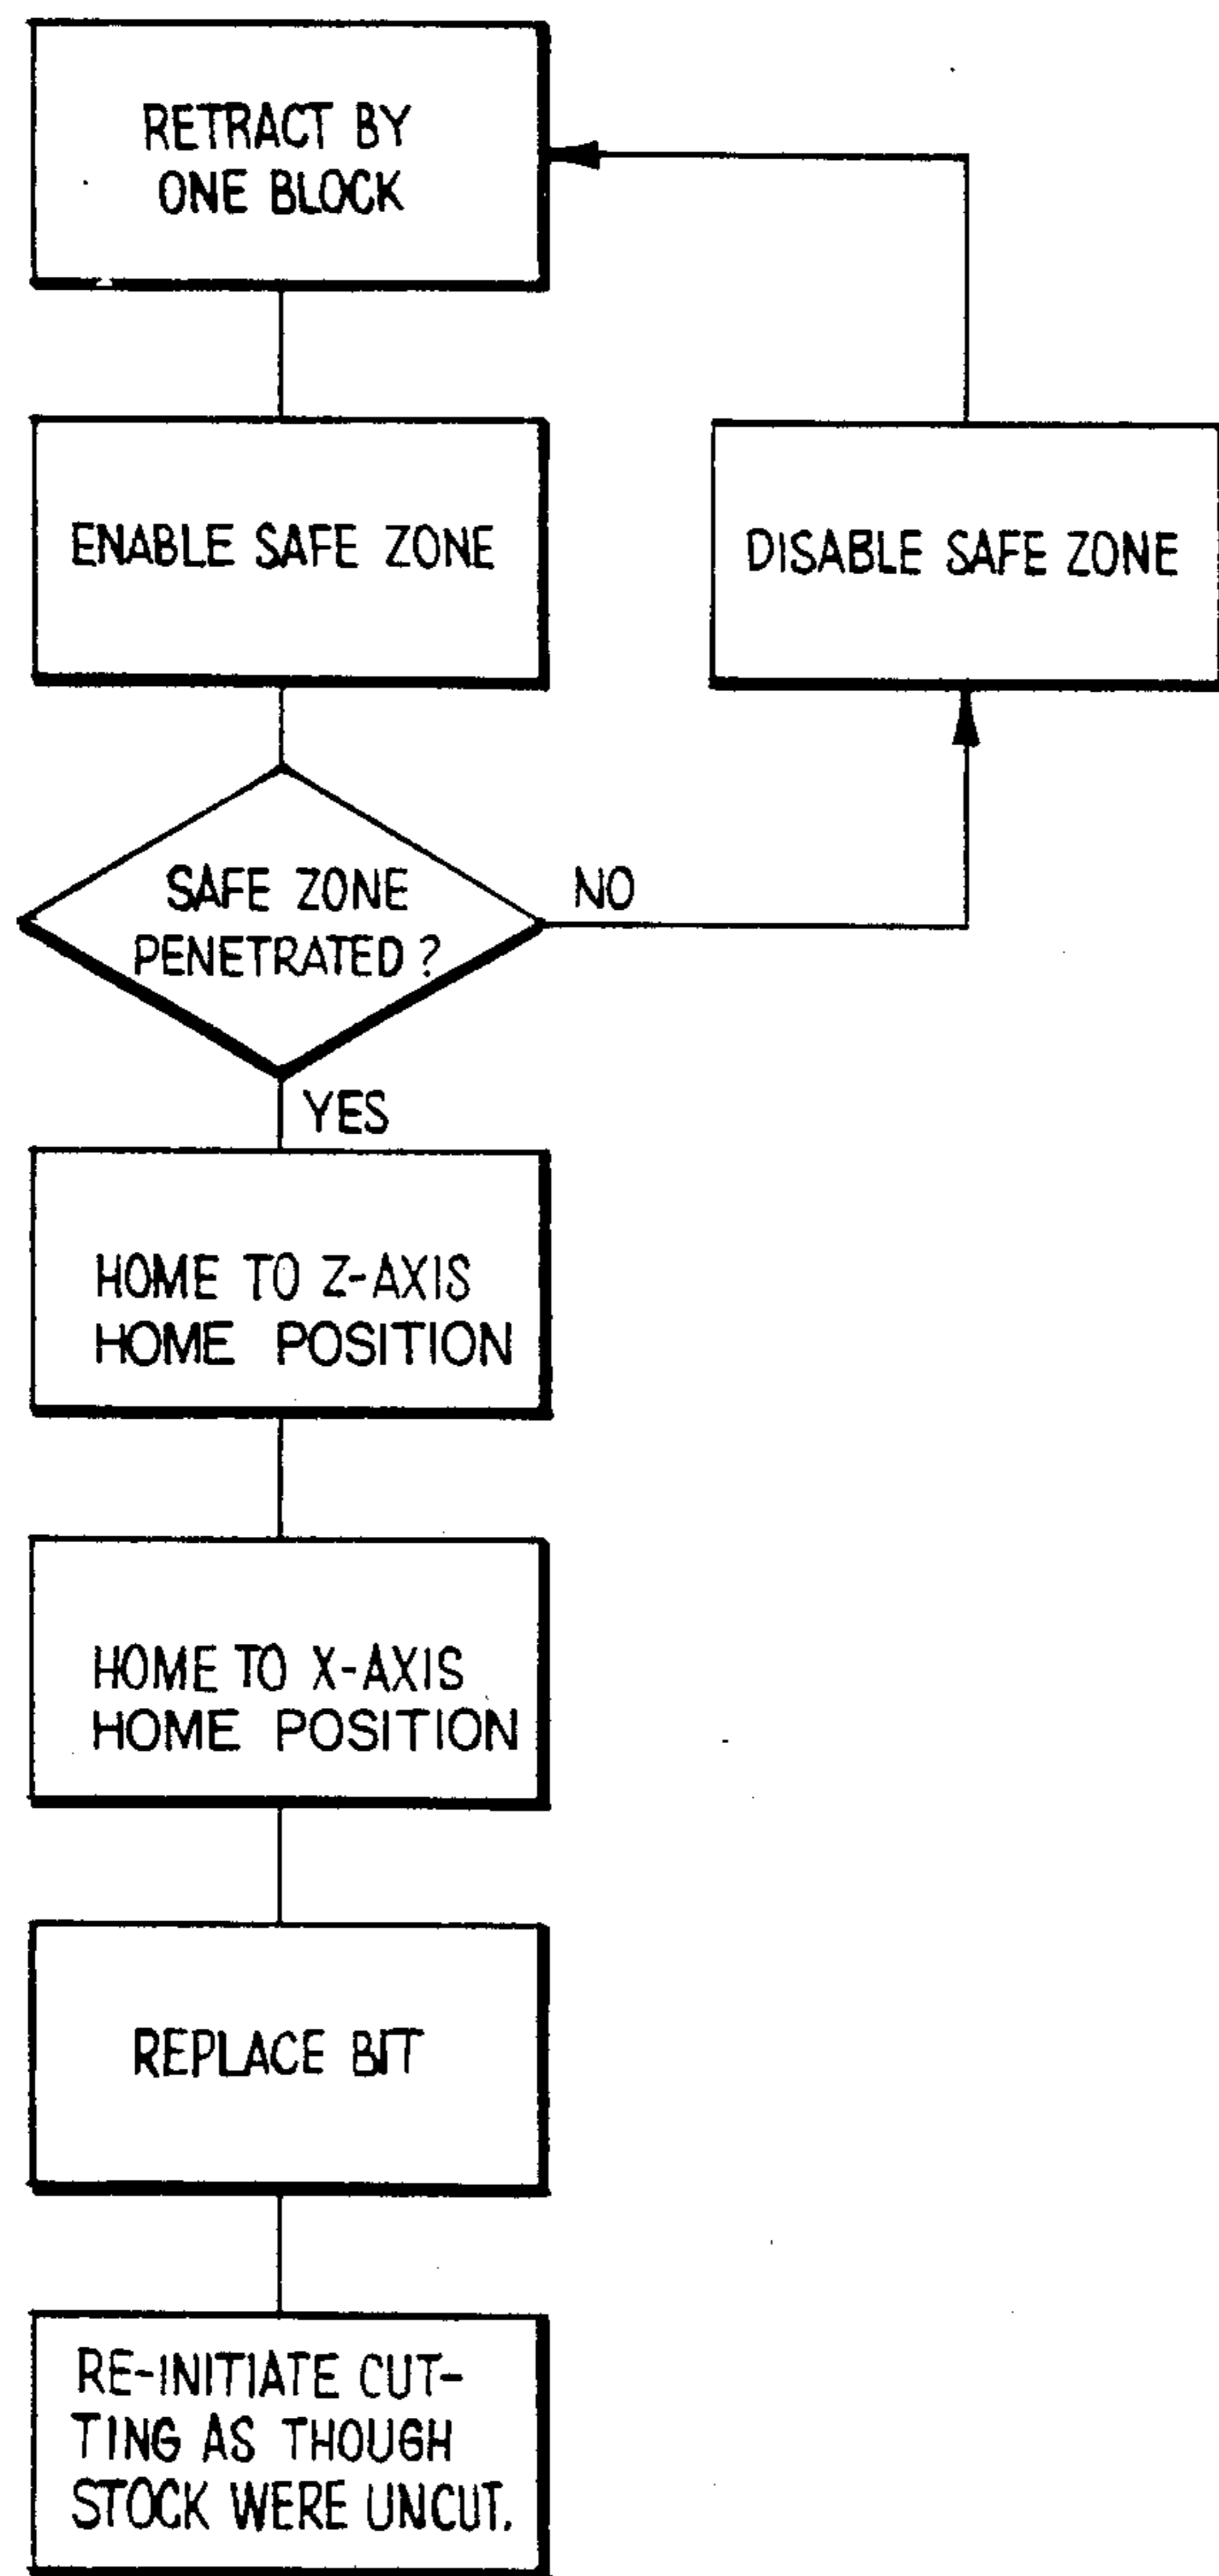 RETRACT BY
ONE BLOCK
ENABLE SAFE ZONE
DISABLE SAFE ZONE
SAFE ZONE
PENETRATED?
NO
YES
HOME TO Z-AXIS
HOME POSITION
HOME TO X-AXIS
HOME POSITION
REPLACE BIT
RE-INITIATE CUT-
TING AS THOUGH
STOCK WERE UNCUT.